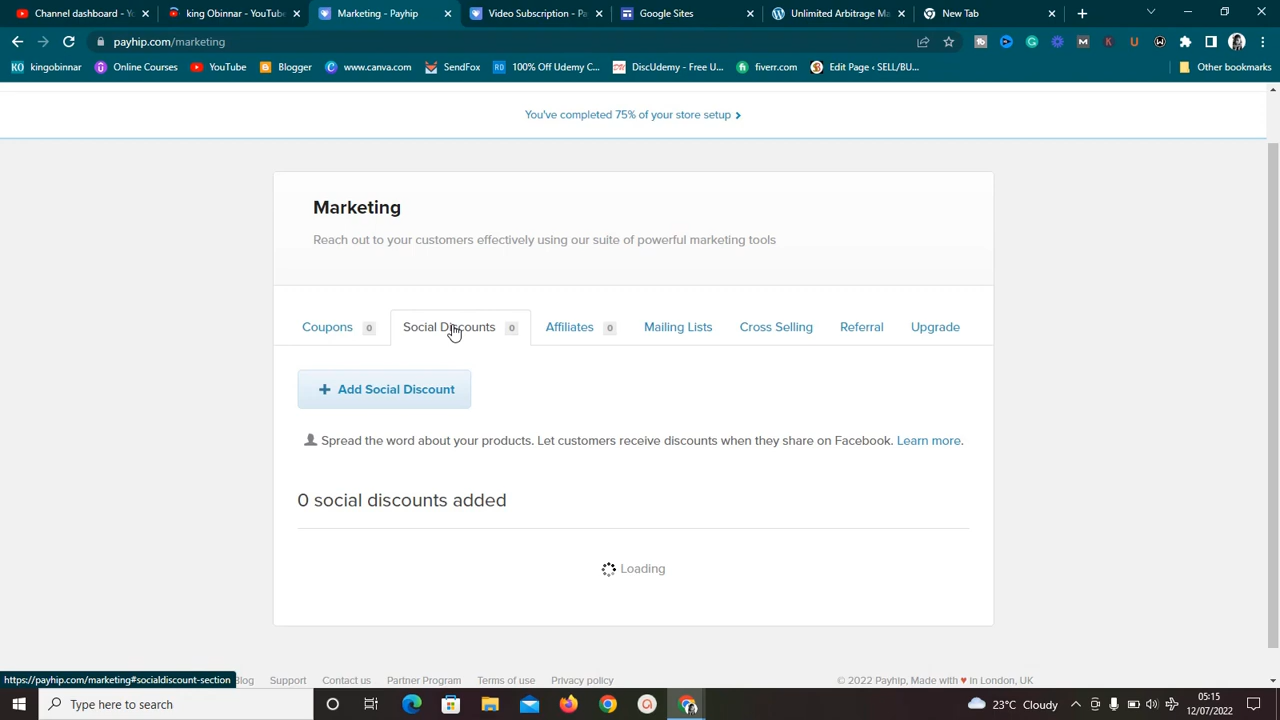 Channel dashboard - Yo
king Obinnar - YouTube
Marketing - Payhip
Video Subscription - Pa
Google Sites
Unlimited Arbitrage Ma
New Tab
payhip.com/marketing
kingobinnar
Online Courses
YouTube
Blogger
www.canva.com
SendFox
100% Off Udemy C...
DiscUdemy - Free U...
fiverr.com
Edit Page ‹ SELL/BU...
Other bookmarks
You've completed 75% of your store setup
Marketing
Reach out to your customers effectively using our suite of powerful marketing tools
Coupons 0
Social Discounts 0
Affiliates 0
Mailing Lists
Cross Selling
Referral
Upgrade
+ Add Social Discount
Spread the word about your products. Let customers receive discounts when they share on Facebook. Learn more.
0 social discounts added
Loading
https://payhip.com/marketing#socialdiscount-section
Blog
Support
Contact us
Partner Program
Terms of use
Privacy policy
© 2022 Payhip, Made with ♥ in London, UK
Type here to search
23°C Cloudy
05:15
12/07/2022